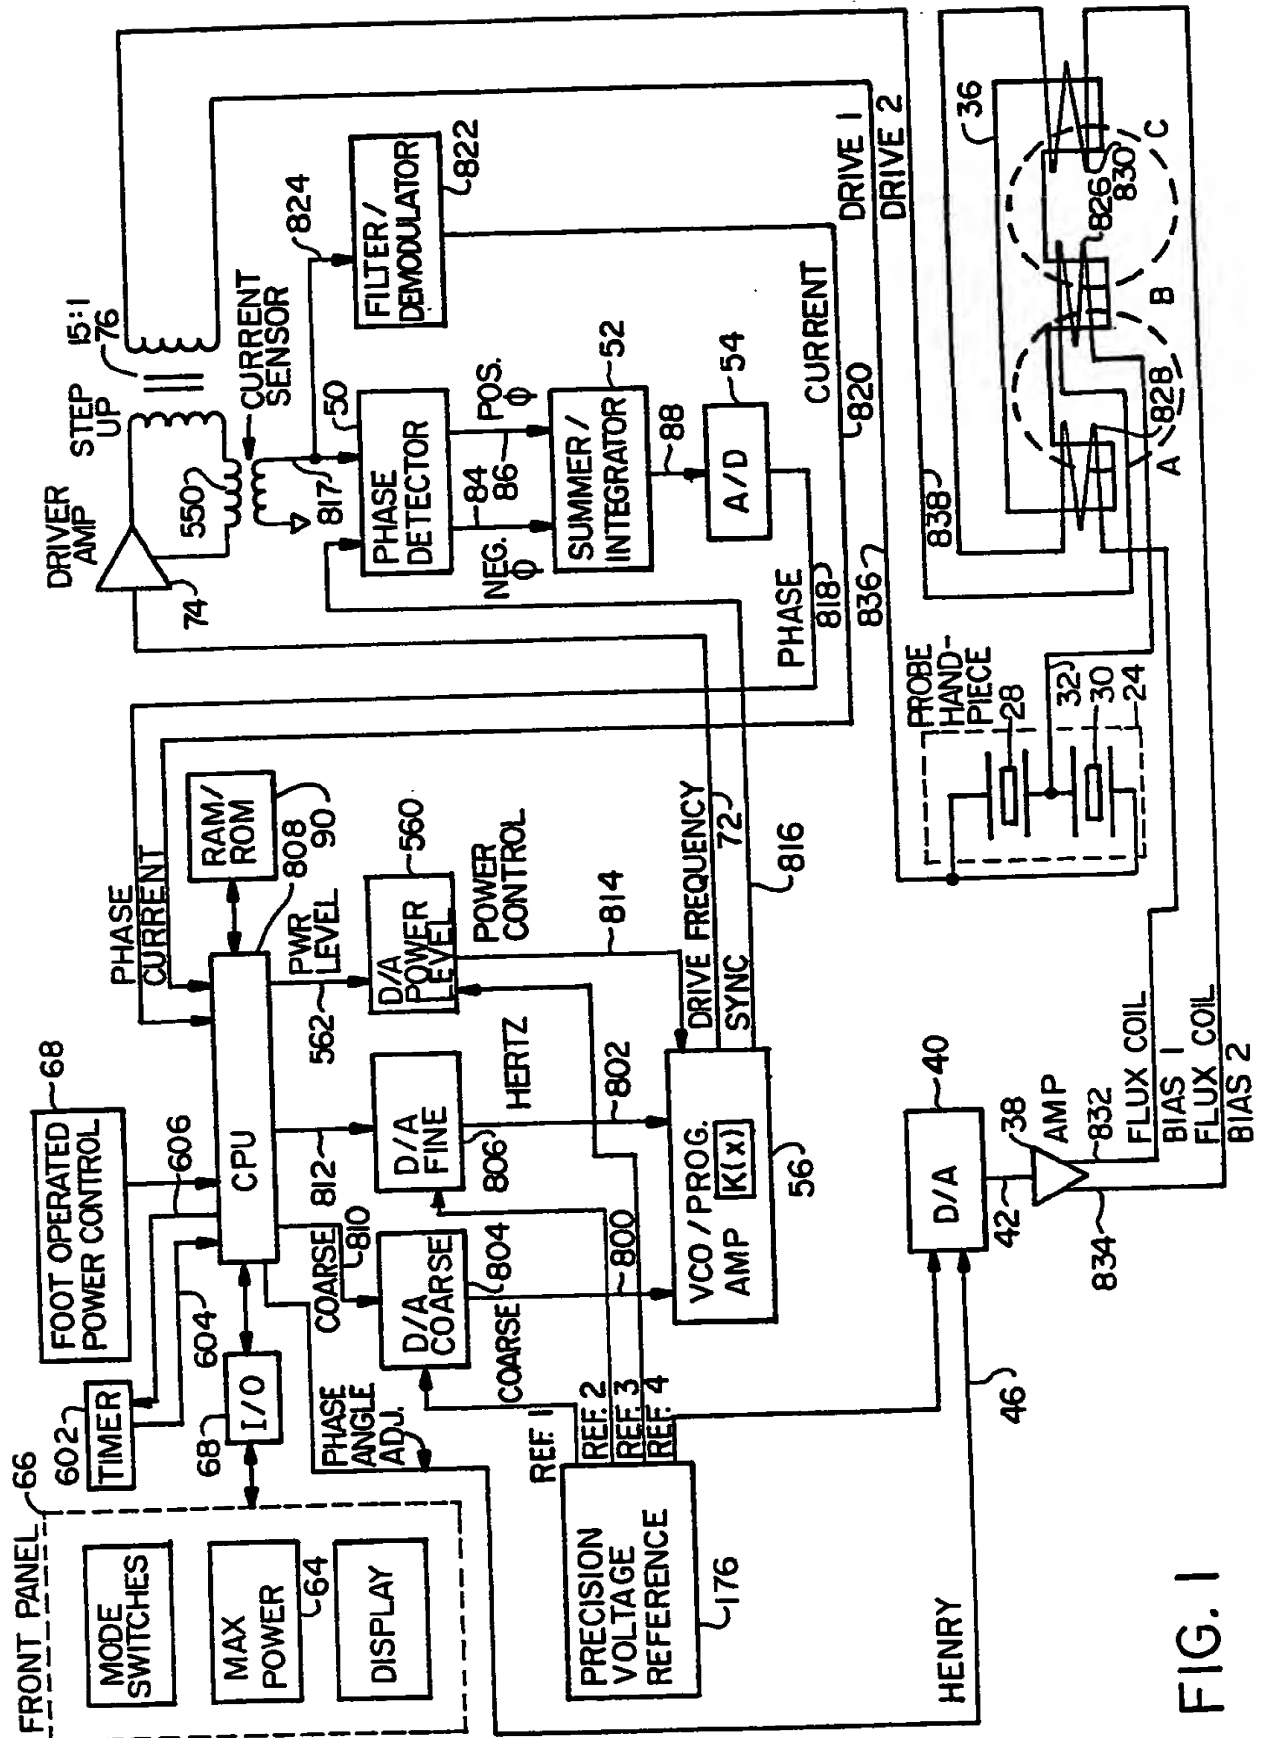 FRONT PANEL
66
MODE
SWITCHES
MAX
POWER
64
DISPLAY
602
TIMER
FOOT OPERATED
POWER CONTROL
68
604
606
68
I/O
CPU
PHASE
CURRENT
RAM/
ROM
90
808
PHASE
ANGLE
ADJ.
COARSE
810
812
562
PWR
LEVEL
D/A
COARSE
804
D/A
FINE
806
D/A
POWER
LEVEL
560
COARSE
HERTZ
POWER
CONTROL
800
802
814
PRECISION
VOLTAGE
REFERENCE
176
REF. 1
REF. 2
REF. 3
REF. 4
VCO/PROG.
AMP
K(x)
56
DRIVE FREQUENCY
72
SYNC
816
DRIVER
AMP
74
STEP
UP
15:1
76
550
CURRENT
SENSOR
817
824
50
PHASE
DETECTOR
FILTER/
DEMODULATOR
822
NEG.
Φ
84
86
POS.
Φ
SUMMER/
INTEGRATOR
52
88
A/D
54
PHASE
818
CURRENT
820
836
DRIVE 1
DRIVE 2
838
PROBE
HAND-
PIECE
28
32
30
24
36
A
B
C
828
826
830
HENRY
46
D/A
40
42
38
AMP
832
834
FLUX COIL
BIAS 1
FLUX COIL
BIAS 2
FIG. 1